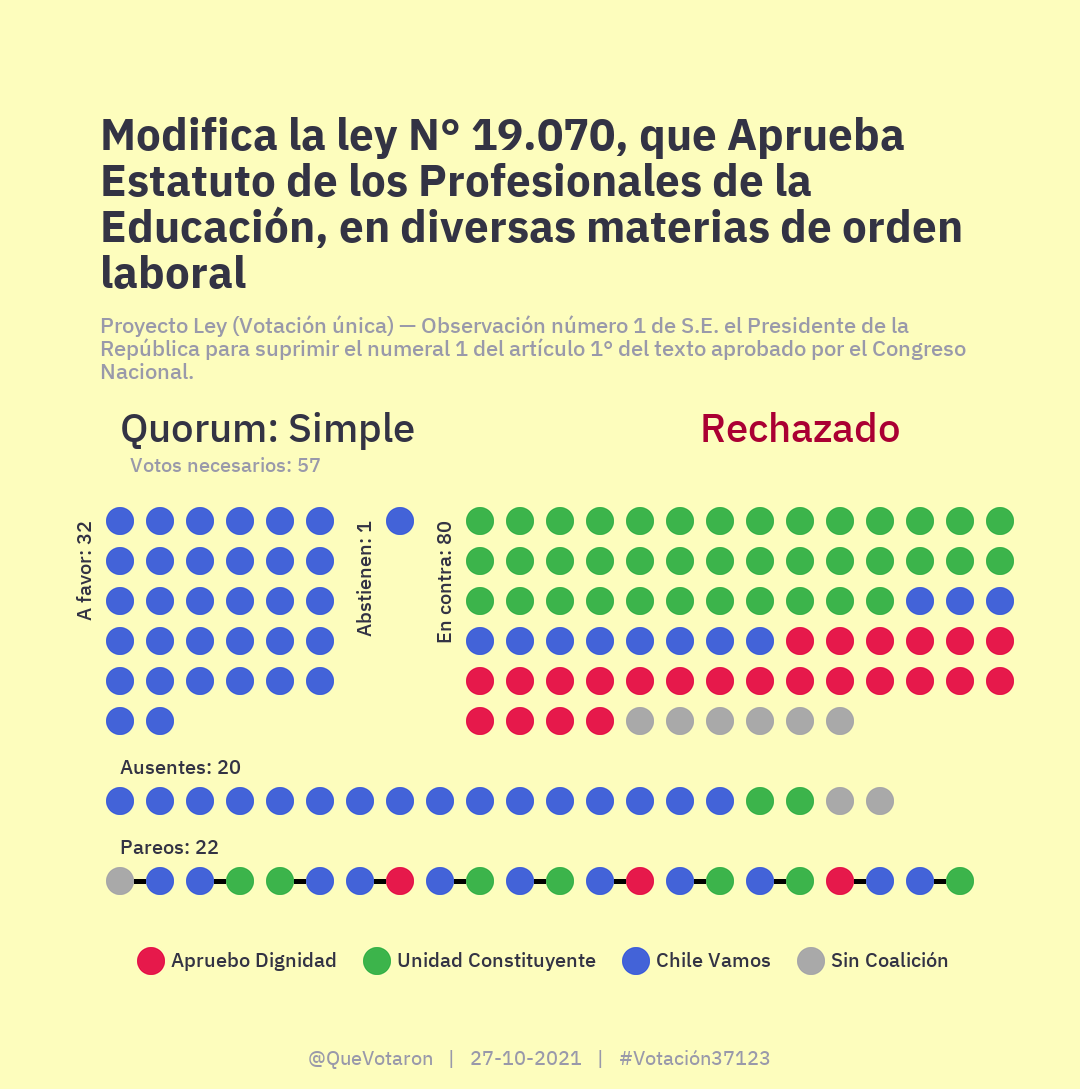 Modifica la ley N° 19.070, que Aprueba
Estatuto de los Profesionales de la
Educación, en diversas materias de orden
laboral
Proyecto Ley (Votación única) — Observación número 1 de S.E. el Presidente de la
República para suprimir el numeral 1 del artículo 1° del texto aprobado por el Congreso
Nacional.
Quorum: Simple
Rechazado
Votos necesarios: 57
A favor: 32
Abstienen: 1
En contra: 80
Ausentes: 20
Pareos: 22
Apruebo Dignidad
Unidad Constituyente
Chile Vamos
Sin Coalición
@QueVotaron | 27-10-2021 | #Votación37123